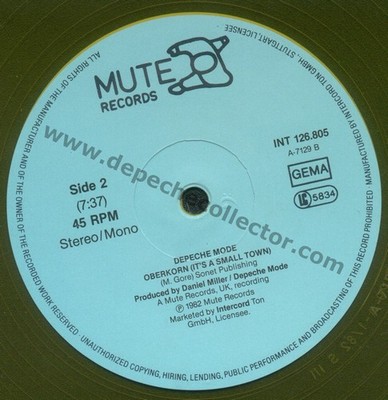 MUTE
RECORDS
INT 126.805
A-7129 B
GEMA
LC 5834
Side 2
(7:37)
45 RPM
Stereo/Mono
www.depechecollector.com
DEPECHE MODE
OBERKORN (IT'S A SMALL TOWN)
(M. Gore) Sonet Publishing
Produced by Daniel Miller / Depeche Mode
A Mute Records, UK, recording
Ⓟ 1982 Mute Records
Marketed by Intercord Ton
GmbH, Licensee.
ALL RIGHTS OF THE MANUFACTURER AND OF THE OWNER OF THE RECORDED WORK RESERVED · UNAUTHORIZED COPYING, HIRING, LENDING, PUBLIC PERFORMANCE AND BROADCASTING OF THIS RECORD PROHIBITED · MANUFACTURED BY INTERCORD TON GMBH · STUTTGART, LICENSEE